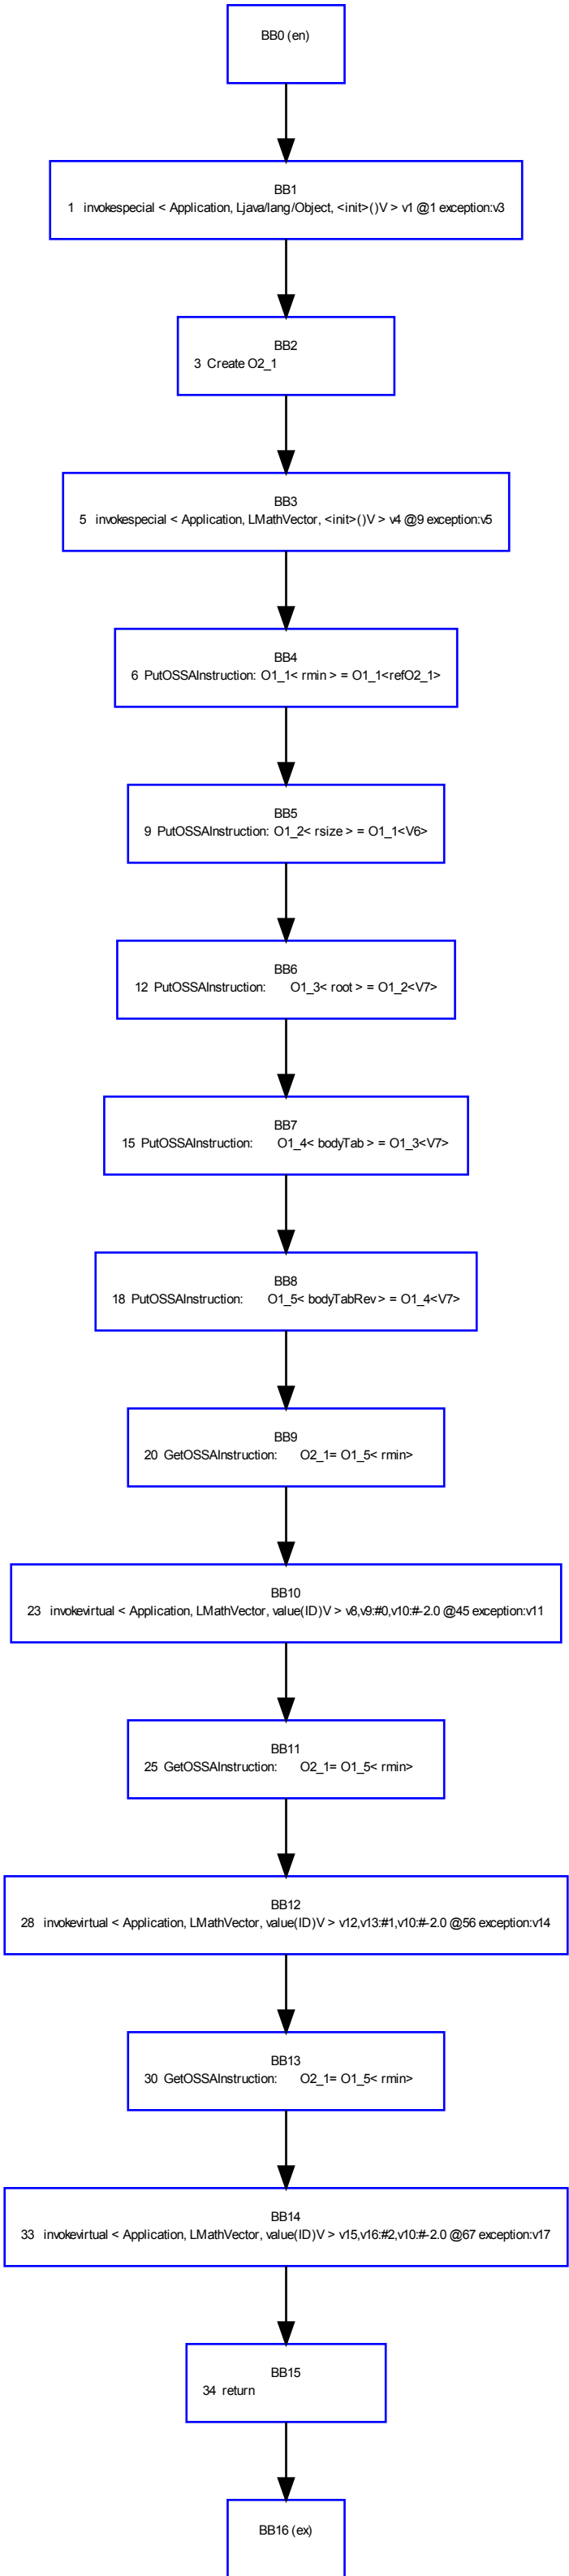 BB0 (en)
BB1
1 invokespecial < Application, Ljava/lang/Object, <init>()V > v1 @1 exception:v3
BB2
3 Create O2_1
BB3
5 invokespecial < Application, LMathVector, <init>()V > v4 @9 exception:v5
BB4
6 PutOSSAInstruction: O1_1< rmin > = O1_1<refO2_1>
BB5
9 PutOSSAInstruction: O1_2< rsize > = O1_1<V6>
BB6
12 PutOSSAInstruction: O1_3< root > = O1_2<V7>
BB7
15 PutOSSAInstruction: O1_4< bodyTab > = O1_3<V7>
BB8
18 PutOSSAInstruction: O1_5< bodyTabRev > = O1_4<V7>
BB9
20 GetOSSAInstruction: O2_1= O1_5< rmin>
BB10
23 invokevirtual < Application, LMathVector, value(ID)V > v8,v9:#0,v10:#-2.0 @45 exception:v11
BB11
25 GetOSSAInstruction: O2_1= O1_5< rmin>
BB12
28 invokevirtual < Application, LMathVector, value(ID)V > v12,v13:#1,v10:#-2.0 @56 exception:v14
BB13
30 GetOSSAInstruction: O2_1= O1_5< rmin>
BB14
33 invokevirtual < Application, LMathVector, value(ID)V > v15,v16:#2,v10:#-2.0 @67 exception:v17
BB15
34 return
BB16 (ex)